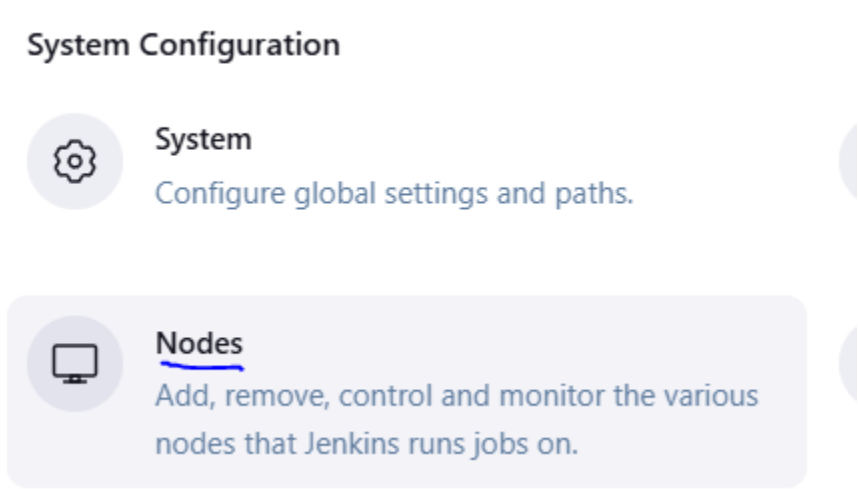 System Configuration
System
Configure global settings and paths.
Nodes
Add, remove, control and monitor the various
nodes that Jenkins runs jobs on.